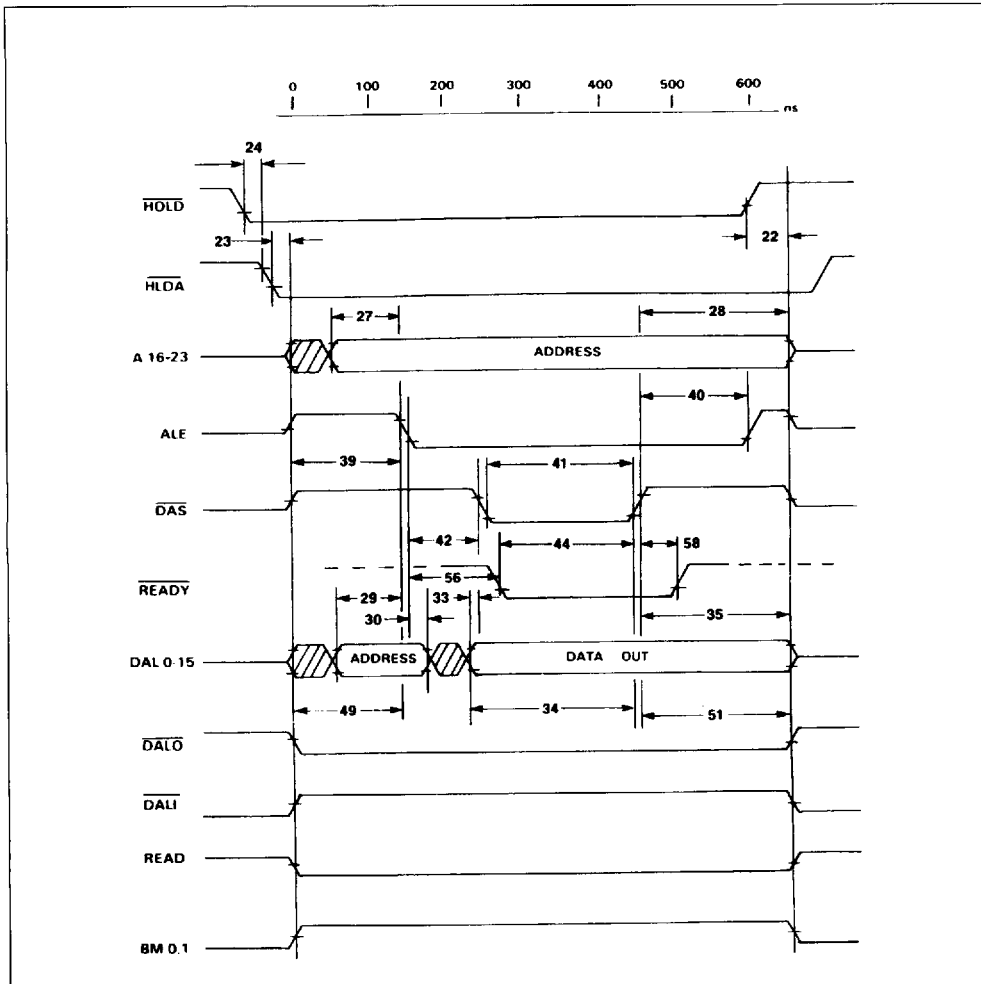 0 100 200 300 400 500 600
ns
24
HOLD
23 22
HLDA
27 28
A 16-23 ADDRESS
40
ALE
39 41
DAS
42 44 58
56
READY
29 33 35
30
DAL 0-15 ADDRESS DATA OUT
49 34 51
DALO
DALI
READ
BM 0.1